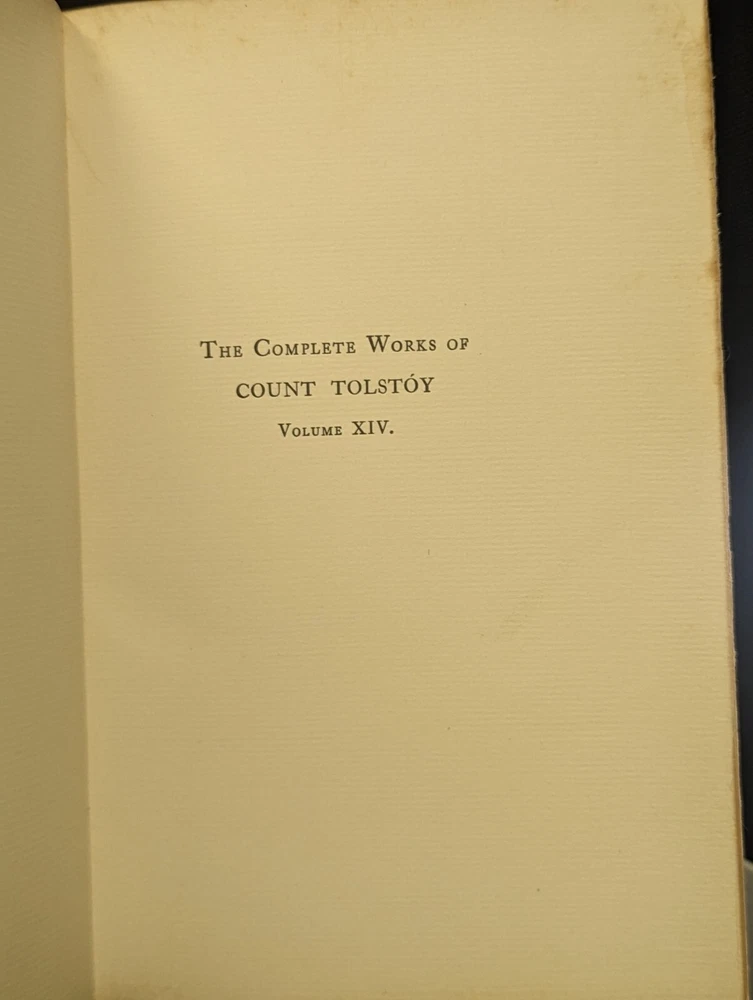 The Complete Works of
COUNT TOLSTÓY
Volume XIV.